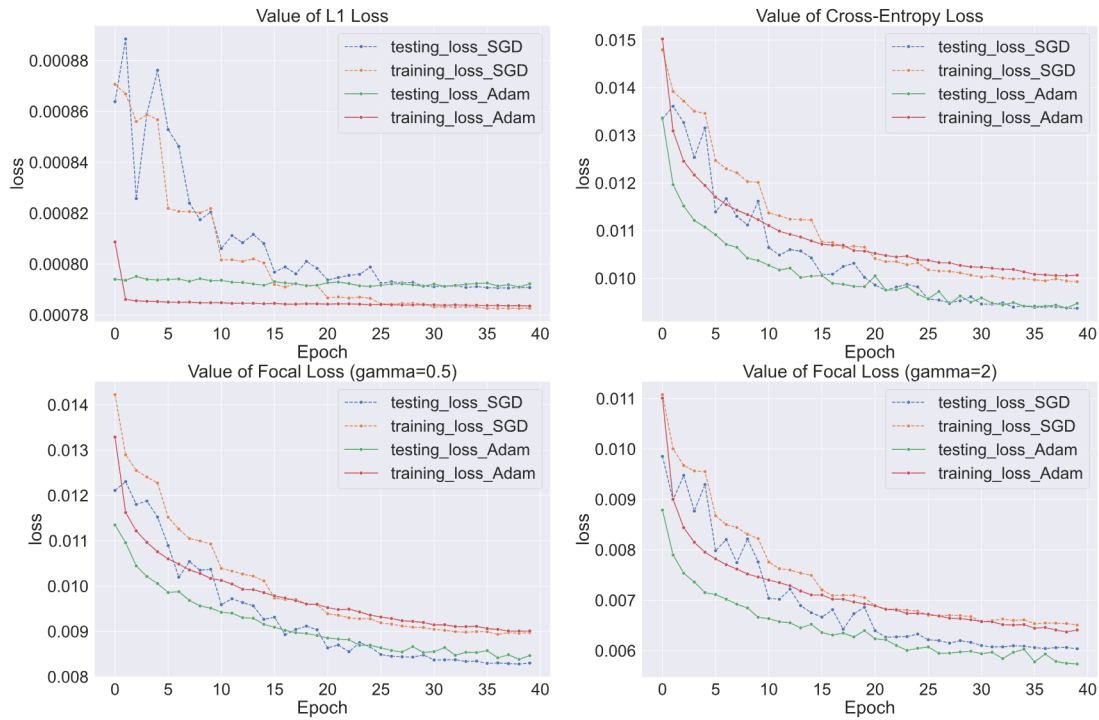 Value of L1 Loss
testing_loss_SGD
training_loss_SGD
testing_loss_Adam
training_loss_Adam
0.00088
0.00086
0.00084
0.00082
0.00080
0.00078
loss
0 5 10 15 20 25 30 35 40
Epoch
Value of Cross-Entropy Loss
testing_loss_SGD
training_loss_SGD
testing_loss_Adam
training_loss_Adam
0.015
0.014
0.013
0.012
0.011
0.010
loss
0 5 10 15 20 25 30 35 40
Epoch
Value of Focal Loss (gamma=0.5)
testing_loss_SGD
training_loss_SGD
testing_loss_Adam
training_loss_Adam
0.014
0.013
0.012
0.011
0.010
0.009
0.008
loss
0 5 10 15 20 25 30 35 40
Epoch
Value of Focal Loss (gamma=2)
testing_loss_SGD
training_loss_SGD
testing_loss_Adam
training_loss_Adam
0.011
0.010
0.009
0.008
0.007
0.006
loss
0 5 10 15 20 25 30 35 40
Epoch